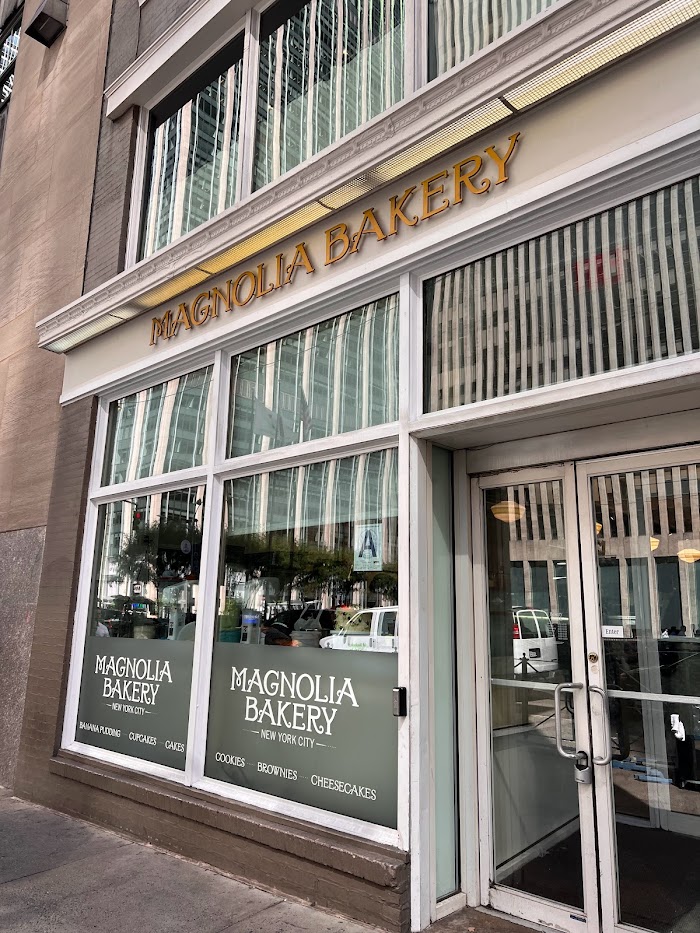 MAGNOLIA BAKERY
A
MAGNOLIA
BAKERY
NEW YORK CITY
BANANA PUDDING CUPCAKES CAKES
MAGNOLIA
BAKERY
NEW YORK CITY
COOKIES BROWNIES CHEESECAKES
Enter